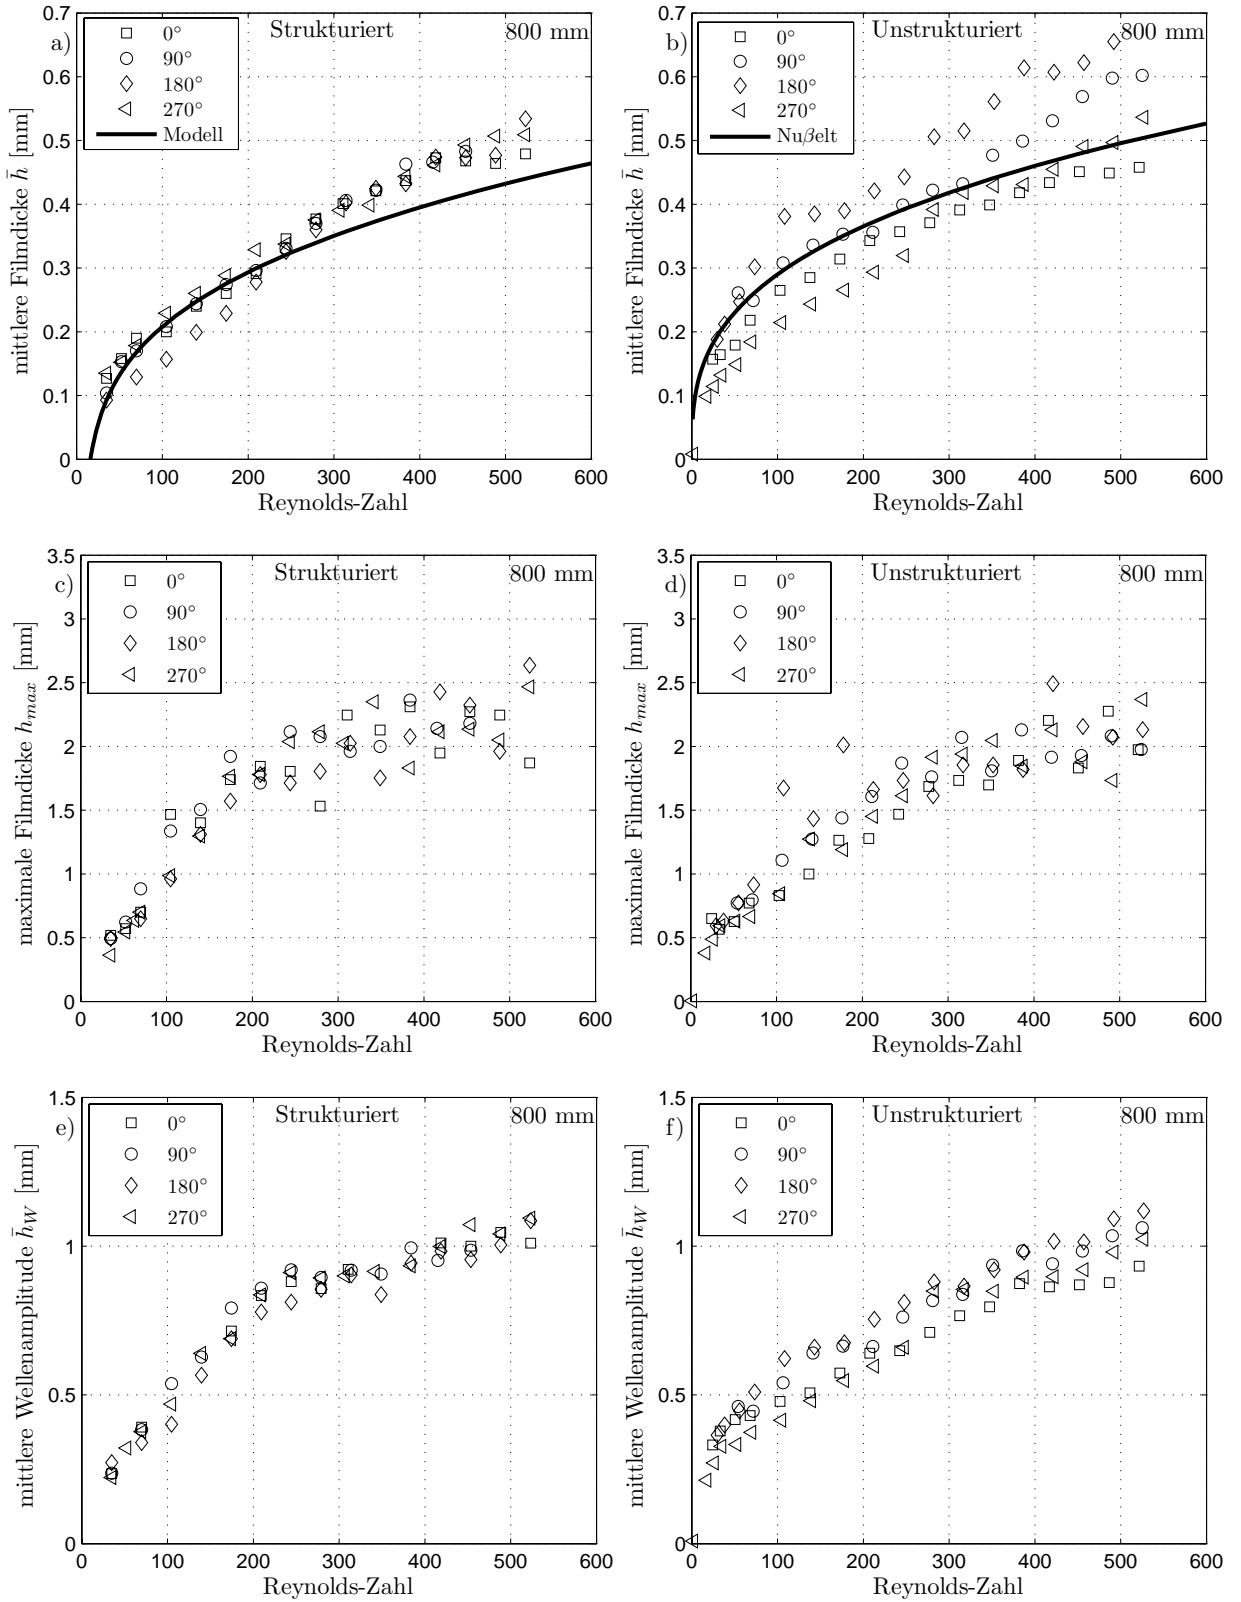 a)
Strukturiert
800 mm
0°
90°
180°
270°
Modell
0.7
0.6
0.5
0.4
0.3
0.2
0.1
0
0 100 200 300 400 500 600
mittlere Filmdicke h̄ [mm]
Reynolds-Zahl
b)
Unstrukturiert
800 mm
0°
90°
180°
270°
Nuβelt
0.7
0.6
0.5
0.4
0.3
0.2
0.1
0
0 100 200 300 400 500 600
mittlere Filmdicke h̄ [mm]
Reynolds-Zahl
c)
Strukturiert
800 mm
0°
90°
180°
270°
3.5
3
2.5
2
1.5
1
0.5
0
0 100 200 300 400 500 600
maximale Filmdicke hmax [mm]
Reynolds-Zahl
d)
Unstrukturiert
800 mm
0°
90°
180°
270°
3.5
3
2.5
2
1.5
1
0.5
0
0 100 200 300 400 500 600
maximale Filmdicke hmax [mm]
Reynolds-Zahl
e)
Strukturiert
800 mm
0°
90°
180°
270°
1.5
1
0.5
0
0 100 200 300 400 500 600
mittlere Wellenamplitude h̄W [mm]
Reynolds-Zahl
f)
Unstrukturiert
800 mm
0°
90°
180°
270°
1.5
1
0.5
0
0 100 200 300 400 500 600
mittlere Wellenamplitude h̄W [mm]
Reynolds-Zahl